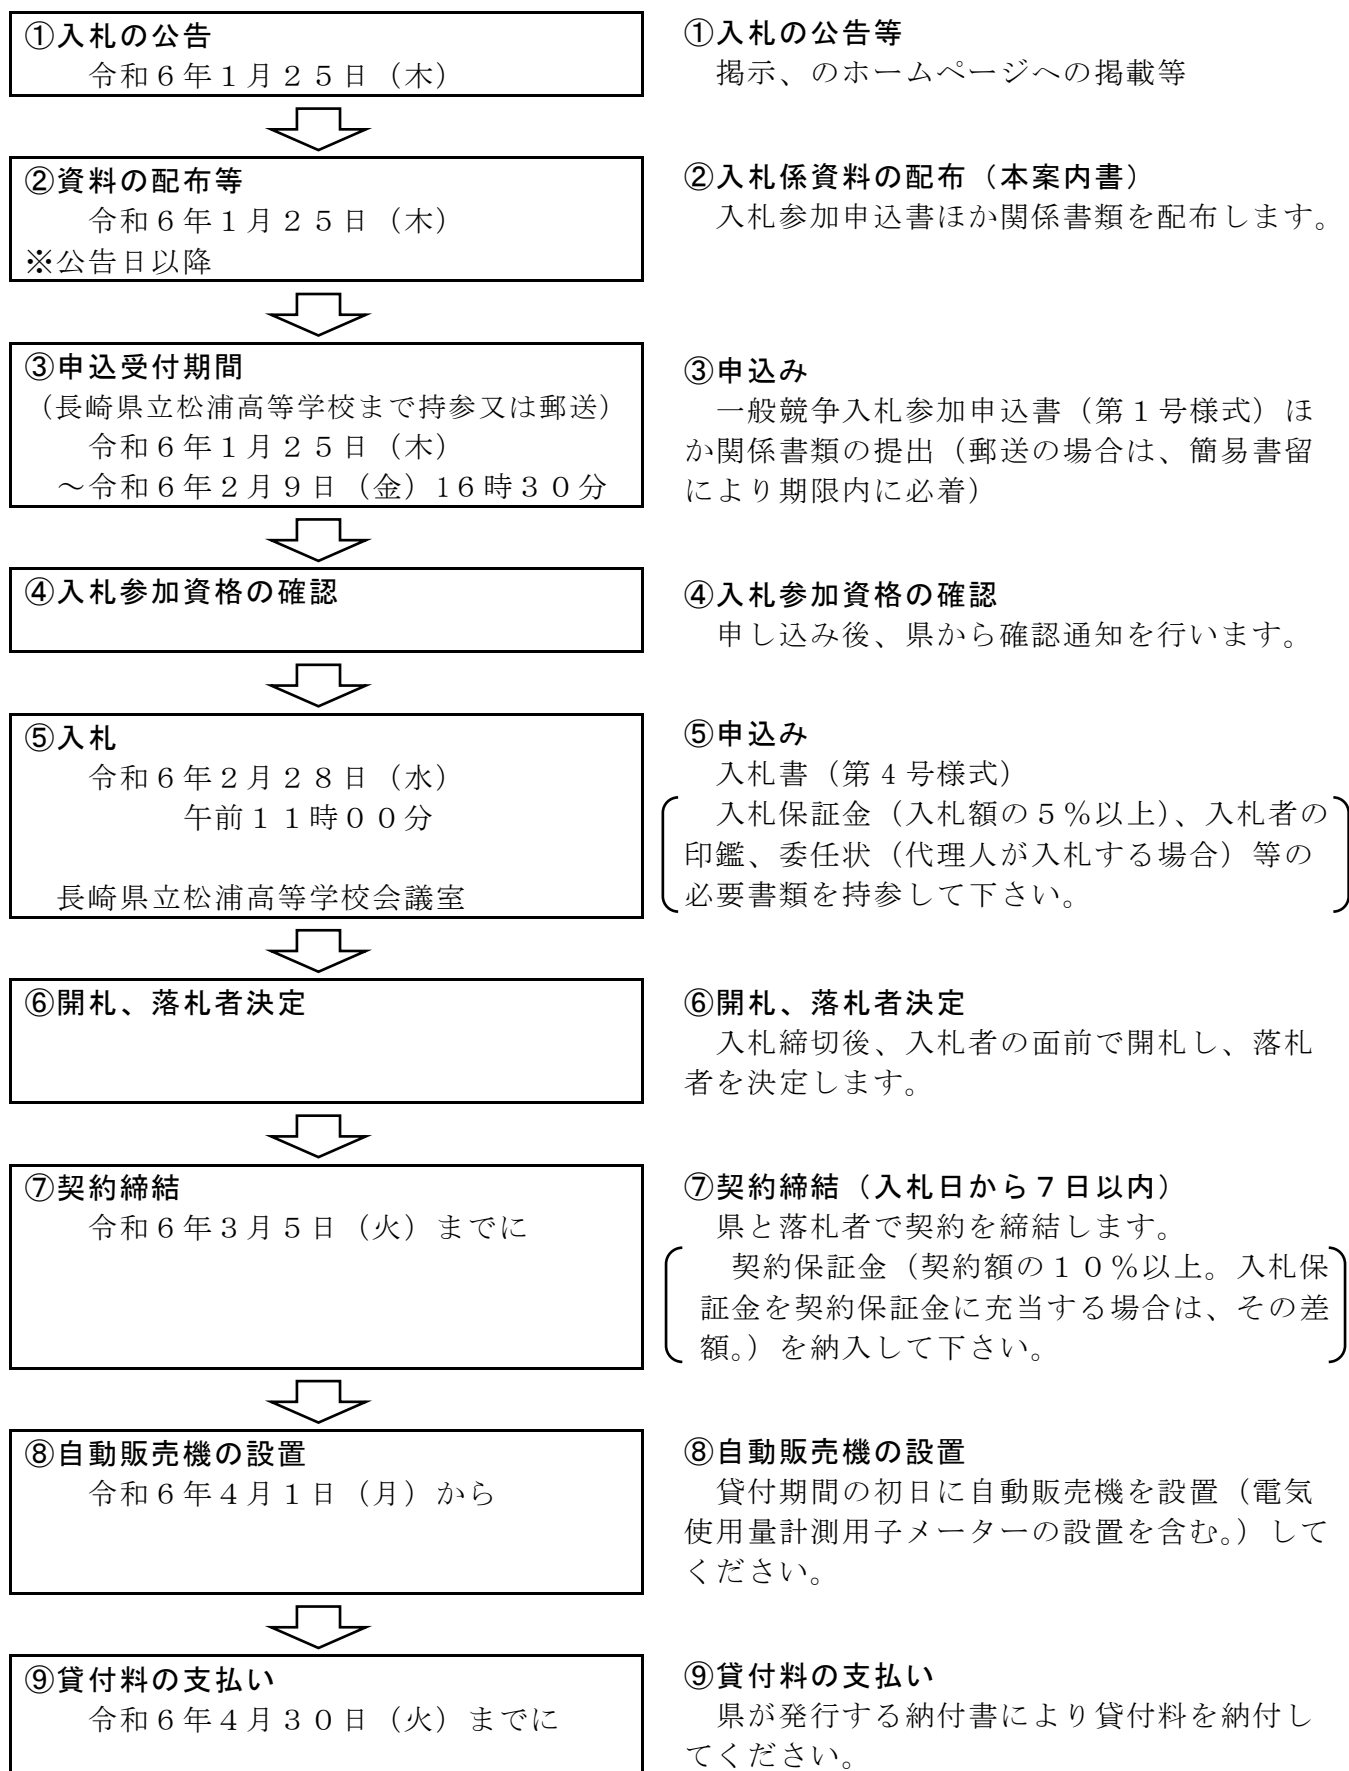 ①入札の公告
令和６年１月２５日（木）
①入札の公告等
掲示、のホームページへの掲載等
②資料の配布等
令和６年１月２５日（木）
※公告日以降
②入札係資料の配布（本案内書）
入札参加申込書ほか関係書類を配布します。
③申込受付期間
（長崎県立松浦高等学校まで持参又は郵送）
令和６年１月２５日（木）
～令和６年２月９日（金）16時３０分
③申込み
一般競争入札参加申込書（第１号様式）ほ
か関係書類の提出（郵送の場合は、簡易書留
により期限内に必着）
④入札参加資格の確認
④入札参加資格の確認
申し込み後、県から確認通知を行います。
⑤入札
令和６年２月２８日（水）
午前１１時００分
長崎県立松浦高等学校会議室
⑤申込み
入札書（第４号様式）
入札保証金（入札額の５％以上）、入札者の
印鑑、委任状（代理人が入札する場合）等の
必要書類を持参して下さい。
⑥開札、落札者決定
⑥開札、落札者決定
入札締切後、入札者の面前で開札し、落札
者を決定します。
⑦契約締結
令和６年３月５日（火）までに
⑦契約締結（入札日から７日以内）
県と落札者で契約を締結します。
契約保証金（契約額の１０％以上。入札保
証金を契約保証金に充当する場合は、その差
額。）を納入して下さい。
⑧自動販売機の設置
令和６年４月１日（月）から
⑧自動販売機の設置
貸付期間の初日に自動販売機を設置（電気
使用量計測用子メーターの設置を含む。）して
ください。
⑨貸付料の支払い
令和６年４月３０日（火）までに
⑨貸付料の支払い
県が発行する納付書により貸付料を納付し
てください。